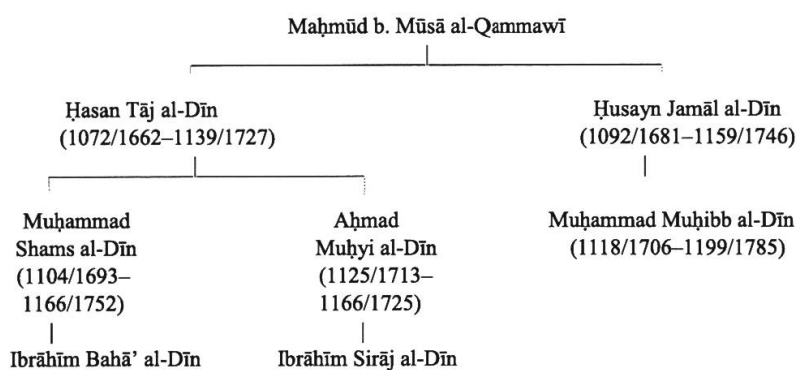 Maḥmūd b. Mūsā al-Qammawī
Ḥasan Tāj al-Dīn
(1072/1662–1139/1727)
Ḥusayn Jamāl al-Dīn
(1092/1681–1159/1746)
Muḥammad
Shams al-Dīn
(1104/1693–
1166/1752)
Ibrāhīm Bahā’ al-Dīn
Aḥmad
Muḥyi al-Dīn
(1125/1713–
1166/1725)
Ibrāhīm Sirāj al-Dīn
Muḥammad Muḥibb al-Dīn
(1118/1706–1199/1785)